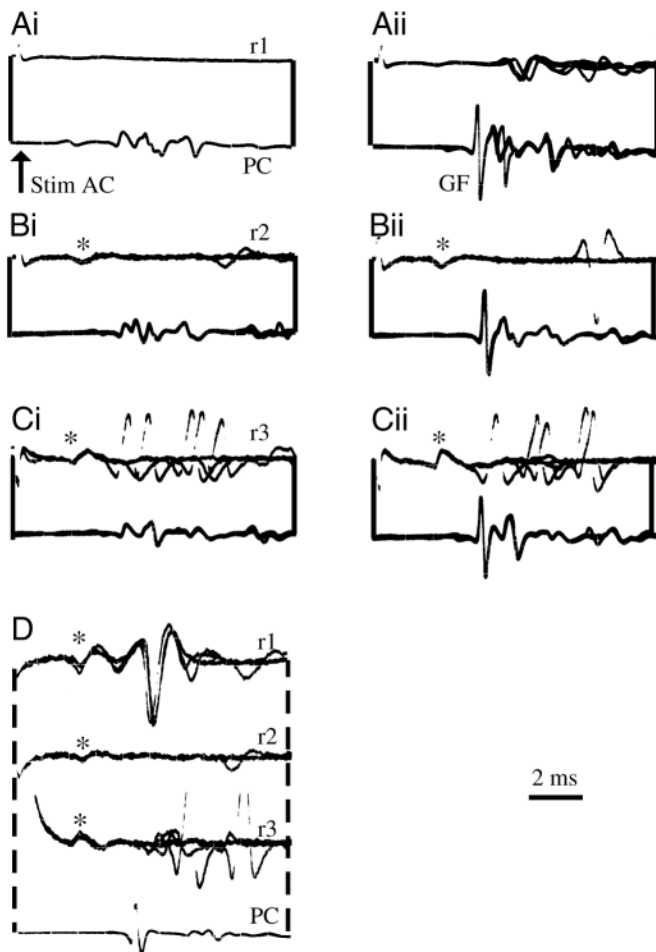 Ai
r1
PC
Stim AC
Aii
GF
Bi
*
r2
Bii
*
Ci
*
r3
Cii
*
D
*
r1
*
r2
*
r3
PC
2 ms